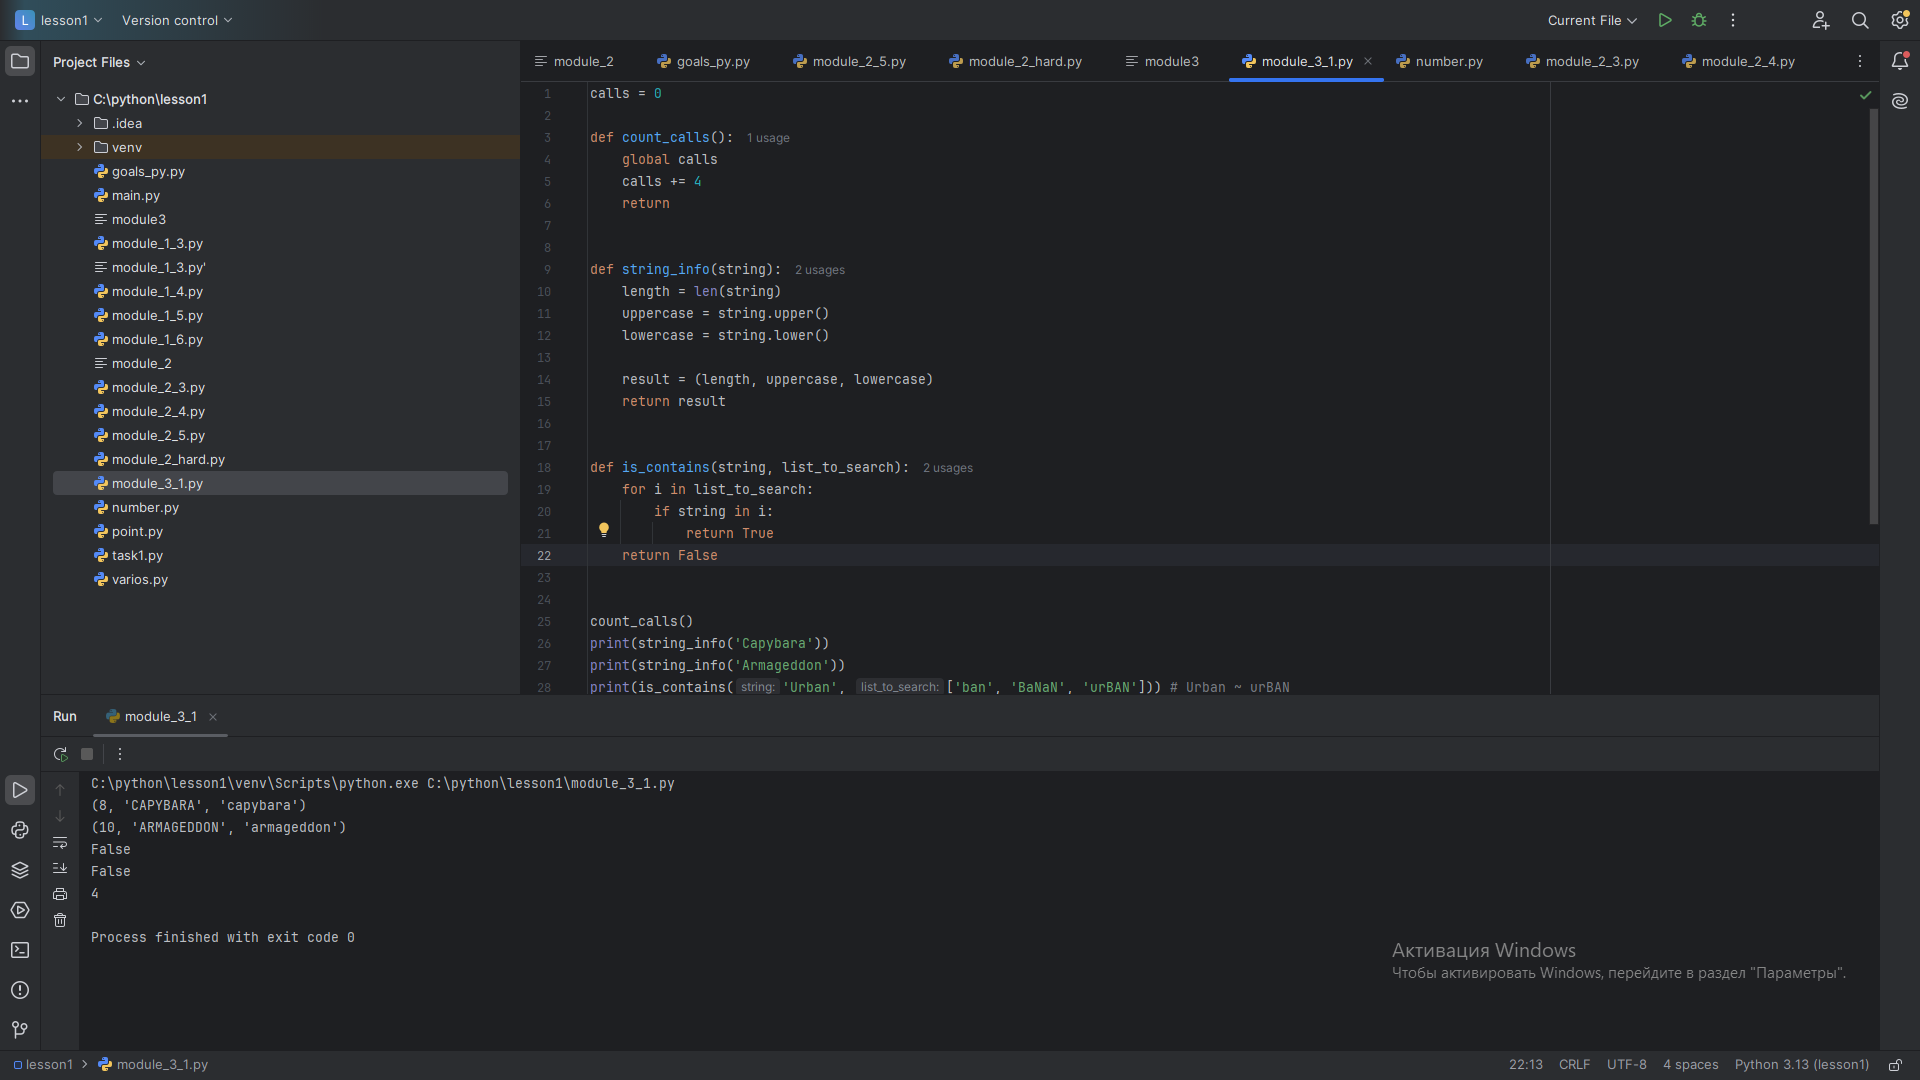 L lesson1 Version control Current File
Project Files
C:\python\lesson1
.idea
venv
goals_py.py
main.py
module3
module_1_3.py
module_1_3.py'
module_1_4.py
module_1_5.py
module_1_6.py
module_2
module_2_3.py
module_2_4.py
module_2_5.py
module_2_hard.py
module_3_1.py
number.py
point.py
task1.py
varios.py
module_2 goals_py.py module_2_5.py module_2_hard.py module3 module_3_1.py number.py module_2_3.py module_2_4.py
1 calls = 0
2
3 def count_calls(): 1 usage
4     global calls
5     calls += 4
6     return
7
8
9 def string_info(string): 2 usages
10     length = len(string)
11     uppercase = string.upper()
12     lowercase = string.lower()
13
14     result = (length, uppercase, lowercase)
15     return result
16
17
18 def is_contains(string, list_to_search): 2 usages
19     for i in list_to_search:
20         if string in i:
21             return True
22     return False
23
24
25 count_calls()
26 print(string_info('Capybara'))
27 print(string_info('Armageddon'))
28 print(is_contains( string: 'Urban', list_to_search: ['ban', 'BaNaN', 'urBAN'])) # Urban ~ urBAN
Run module_3_1
C:\python\lesson1\venv\Scripts\python.exe C:\python\lesson1\module_3_1.py
(8, 'CAPYBARA', 'capybara')
(10, 'ARMAGEDDON', 'armageddon')
False
False
4
Process finished with exit code 0
Активация Windows
Чтобы активировать Windows, перейдите в раздел "Параметры".
lesson1 > module_3_1.py 22:13 CRLF UTF-8 4 spaces Python 3.13 (lesson1)